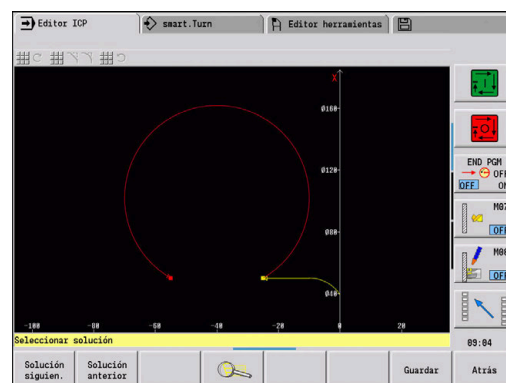 Editor ICP
smart.Turn
Editor herramientas
X
Ø160
Ø120
Ø80
Ø40
-100 -80 -60 -40 -20 0 20
END PGM
OFF
OFF ON
M07
OFF
M08
OFF
Seleccionar solución
09:04
Solución siguien.
Solución anterior
Guardar
Atrás